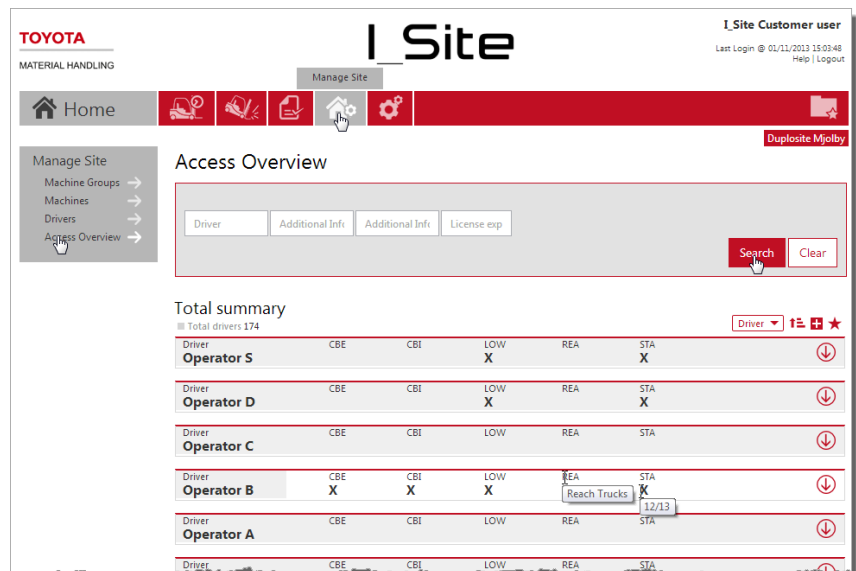 I_Site Customer user
TOYOTA
MATERIAL HANDLING
I_Site
Last Login @ 01/11/2013 15:03:48
Help | Logout
Manage Site
Home
Duplosite Mjolby
Manage Site
Machine Groups
Machines
Drivers
Access Overview
Access Overview
Driver
Additional Info
Additional Info
License exp
Search
Clear
Total summary
Total drivers 174
Driver
Driver CBE CBI LOW REA STA
Operator S X X
Driver CBE CBI LOW REA STA
Operator D X X
Driver CBE CBI LOW REA STA
Operator C
Driver CBE CBI LOW REA STA
Operator B X X X X
Reach Trucks
12/13
Driver CBE CBI LOW REA STA
Operator A
Driver CBE CBI LOW REA STA